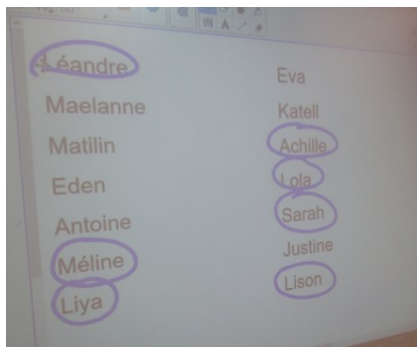 Léandre
Maelanne
Matilin
Eden
Antoine
Méline
Liya
Eva
Katell
Achille
Lola
Sarah
Justine
Lison